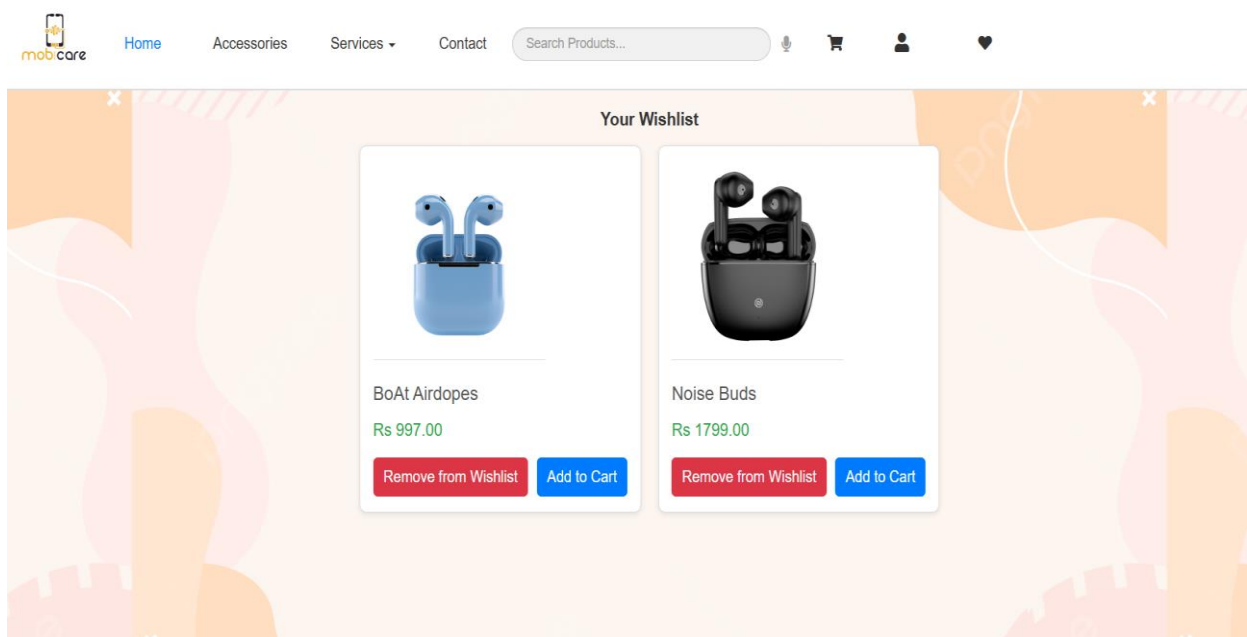 mobicare
Home Accessories Services Contact Search Products...
Your Wishlist
BoAt Airdopes Noise Buds
Rs 997.00 Rs 1799.00
Remove from Wishlist Add to Cart Remove from Wishlist Add to Cart